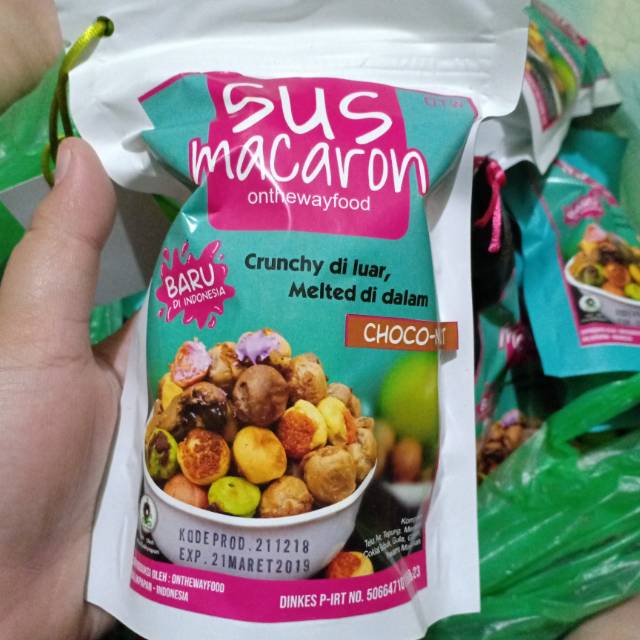 sus
macaron
onthewayfood
BARU
DI INDONESIA
Crunchy di luar,
Melted di dalam
CHOCO-
KODEPROD. 211218
EXP. 21MARET2019
OLEH : ONTHEWAYFOOD
- INDONESIA
DINKES P-IRT NO.